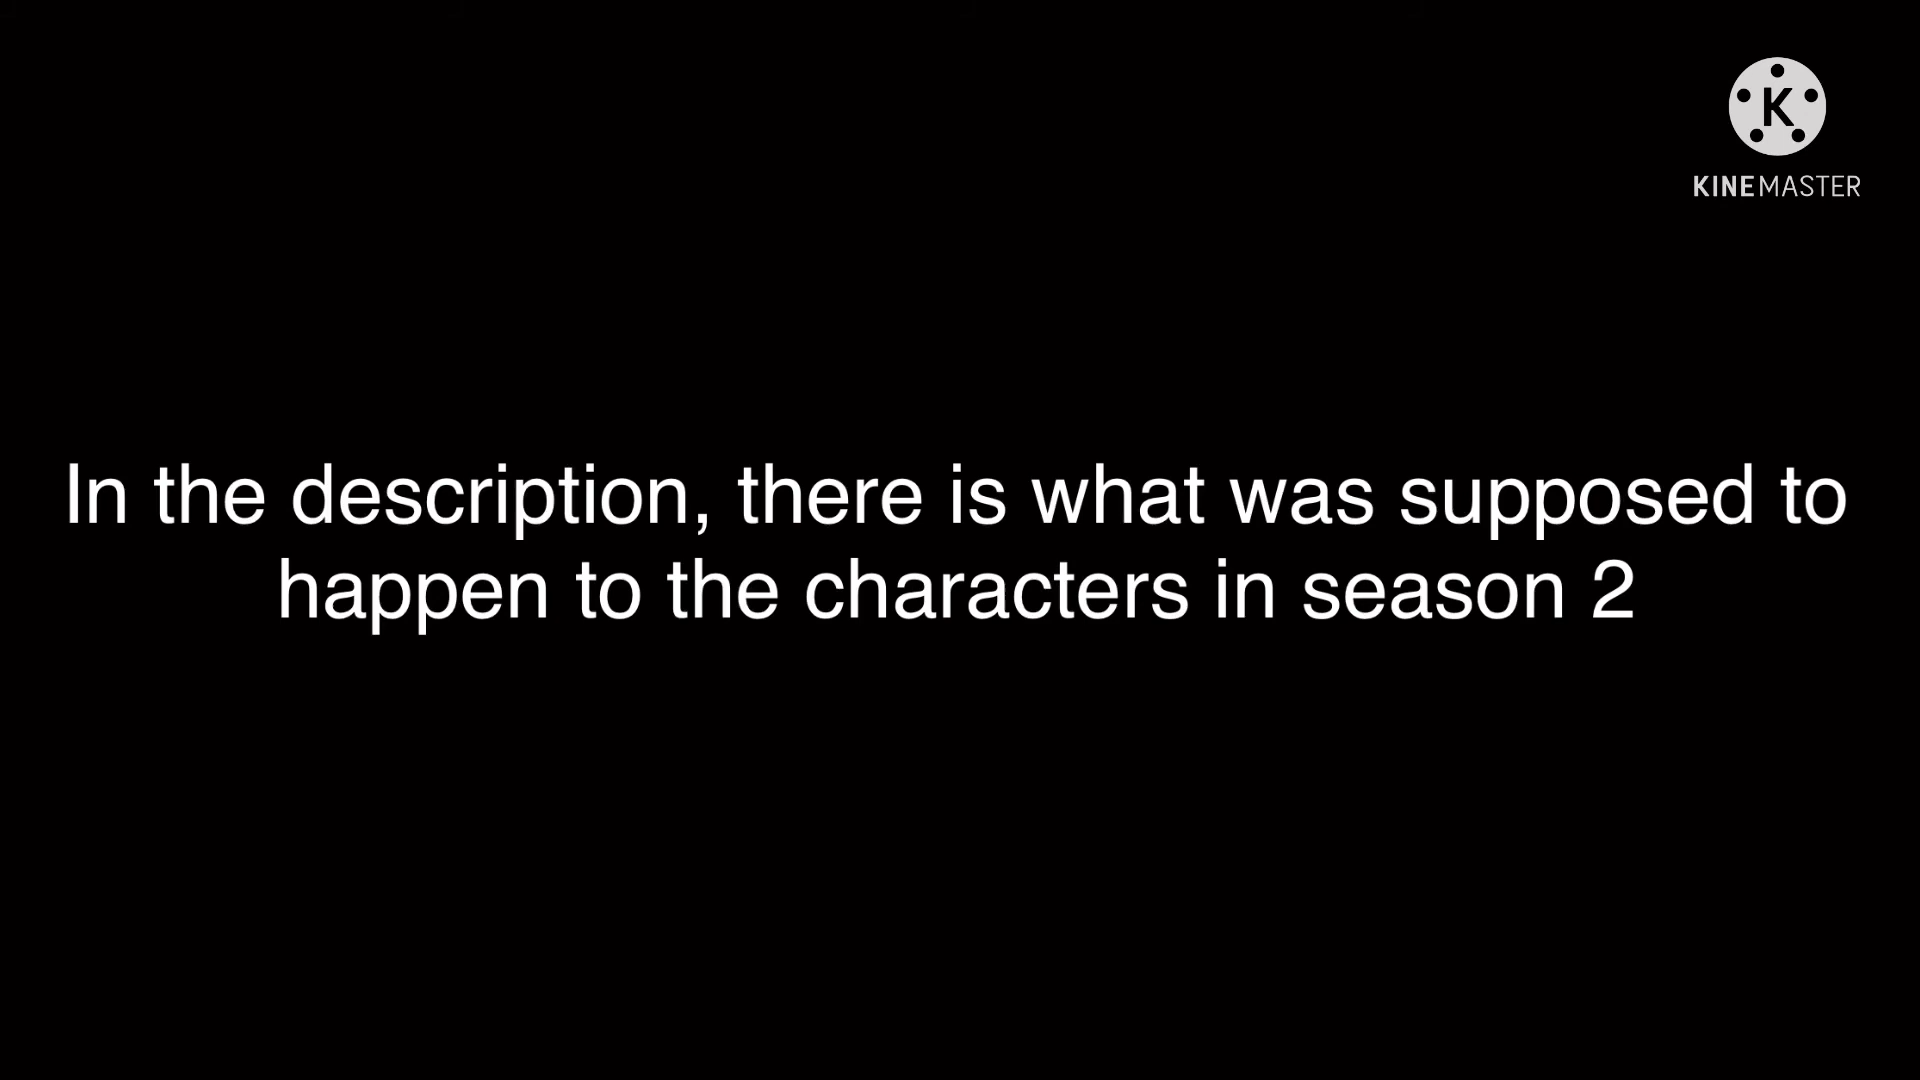 K
KINEMASTER
In the description, there is what was supposed to
happen to the characters in season 2